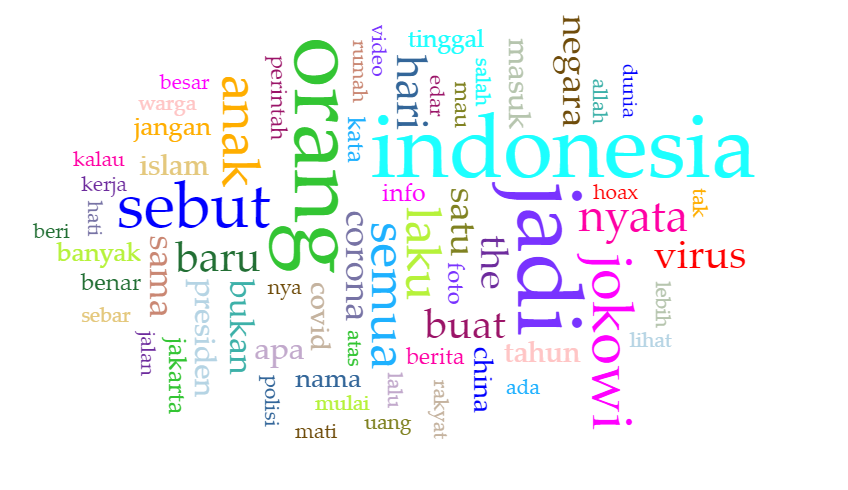 video
tinggal
negara
rumah
perintah
orang
hari
edar
salah
mau
masuk
allah
dunia
besar
anak
warga
jangan
kata
indonesia
kalau
islam
kerja
sebut
info
hoax
tak
hati
beri
banyak
sama
baru
corona
semua
laku
satu
the
jadi
nyata
virus
benar
presiden
bukan
nya
covid
foto
buat
jokowi
lebih
sebar
jalan
jakarta
apa
atas
berita
china
tahun
lihat
polisi
nama
mulai
lalu
rakyat
ada
mati
uang